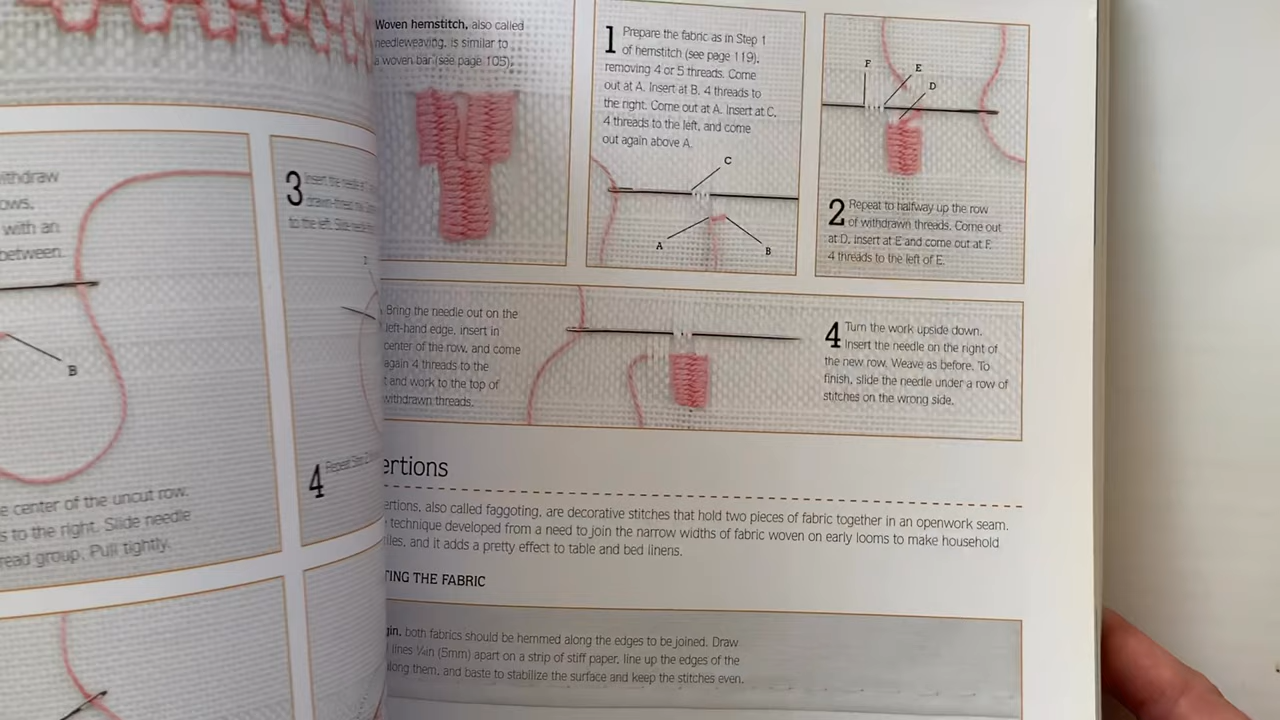 withdraw
with an
between.
B
e center of the uncut row.
s to the right. Slide needle
read group. Pull tightly.
3
to the left. Slide
4
Woven hemstitch, also called
needleweaving, is similar to
a woven bar (see page 105).
1 Prepare the fabric as in Step 1
of hemstitch (see page 119),
removing 4 or 5 threads. Come
out at A. Insert at B, 4 threads to
the right. Come out at A. Insert at C,
4 threads to the left, and come
out again above A.
C
A
B
F
E
D
2 Repeat to halfway up the row
of withdrawn threads. Come out
at D. Insert at E and come out at F,
4 threads to the left of E.
Bring the needle out on the
left-hand edge, insert in
center of the row, and come
again 4 threads to the
t and work to the top of
withdrawn threads.
4 Turn the work upside down.
Insert the needle on the right of
the new row. Weave as before. To
finish, slide the needle under a row of
stitches on the wrong side.
ertions
ertions, also called faggoting, are decorative stitches that hold two pieces of fabric together in an openwork seam.
technique developed from a need to join the narrow widths of fabric woven on early looms to make household
tiles, and it adds a pretty effect to table and bed linens.
TING THE FABRIC
gin, both fabrics should be hemmed along the edges to be joined. Draw
lines ¼in (5mm) apart on a strip of stiff paper, line up the edges of the
along them, and baste to stabilize the surface and keep the stitches even.